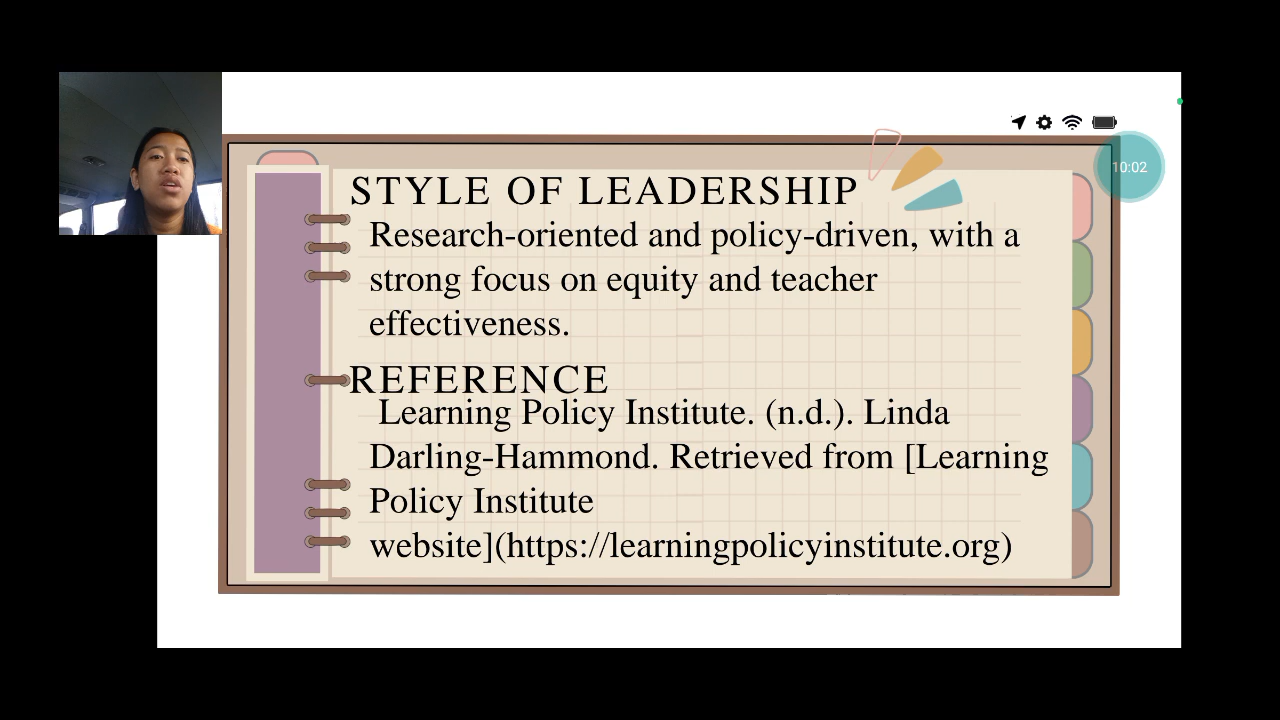 10:02
STYLE OF LEADERSHIP
Research-oriented and policy-driven, with a
strong focus on equity and teacher
effectiveness.
REFERENCE
Learning Policy Institute. (n.d.). Linda
Darling-Hammond. Retrieved from [Learning
Policy Institute
website](https://learningpolicyinstitute.org)